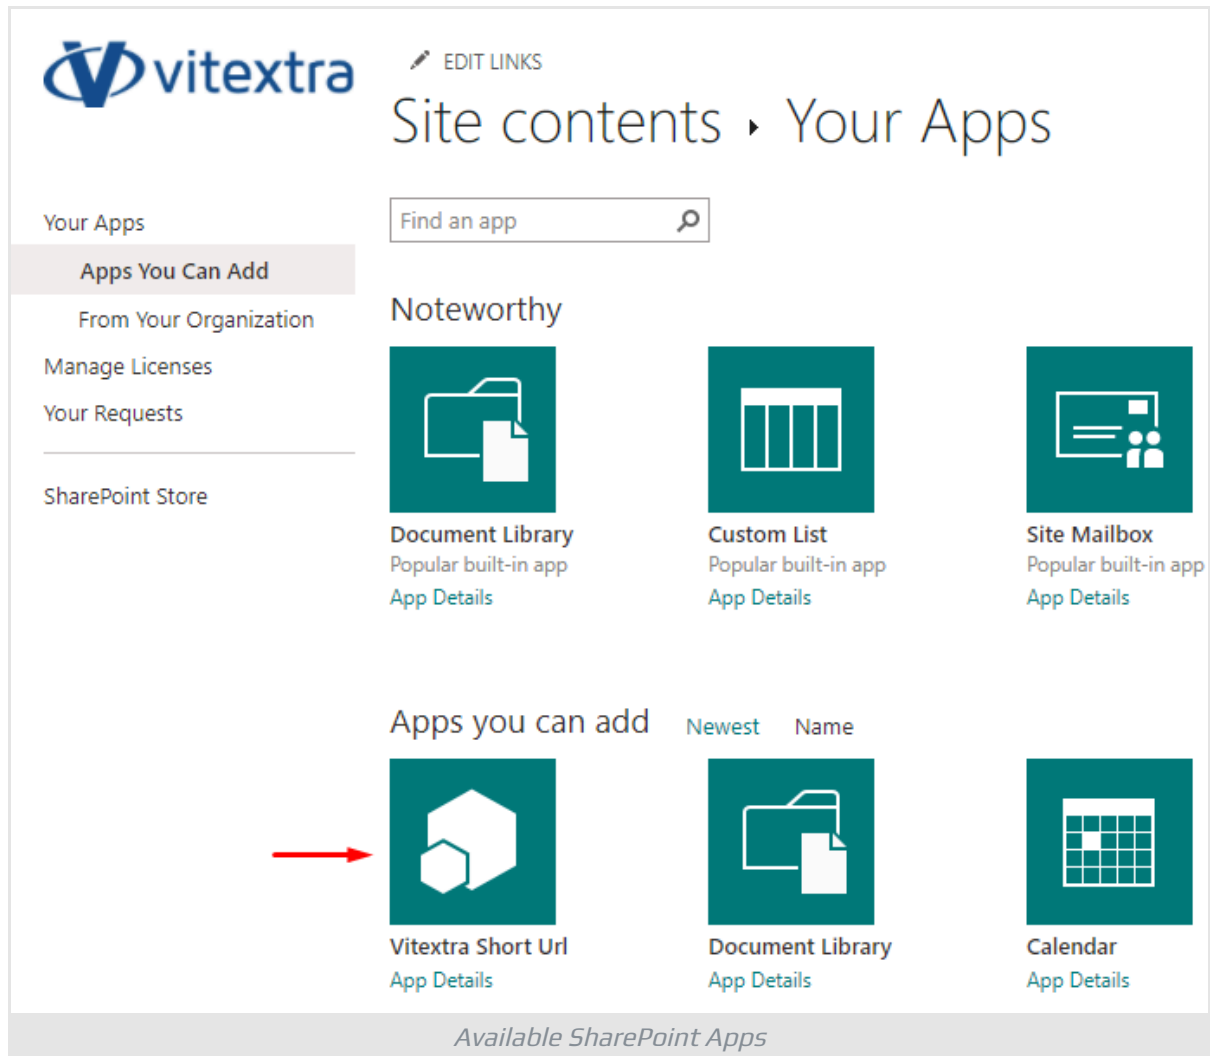 vitextra
EDIT LINKS
Site contents ▸ Your Apps
Your Apps
Apps You Can Add
From Your Organization
Manage Licenses
Your Requests
SharePoint Store
Find an app
Noteworthy
Document Library
Popular built-in app
App Details
Custom List
Popular built-in app
App Details
Site Mailbox
Popular built-in app
App Details
Apps you can add Newest Name
Vitextra Short Url
App Details
Document Library
App Details
Calendar
App Details
Available SharePoint Apps